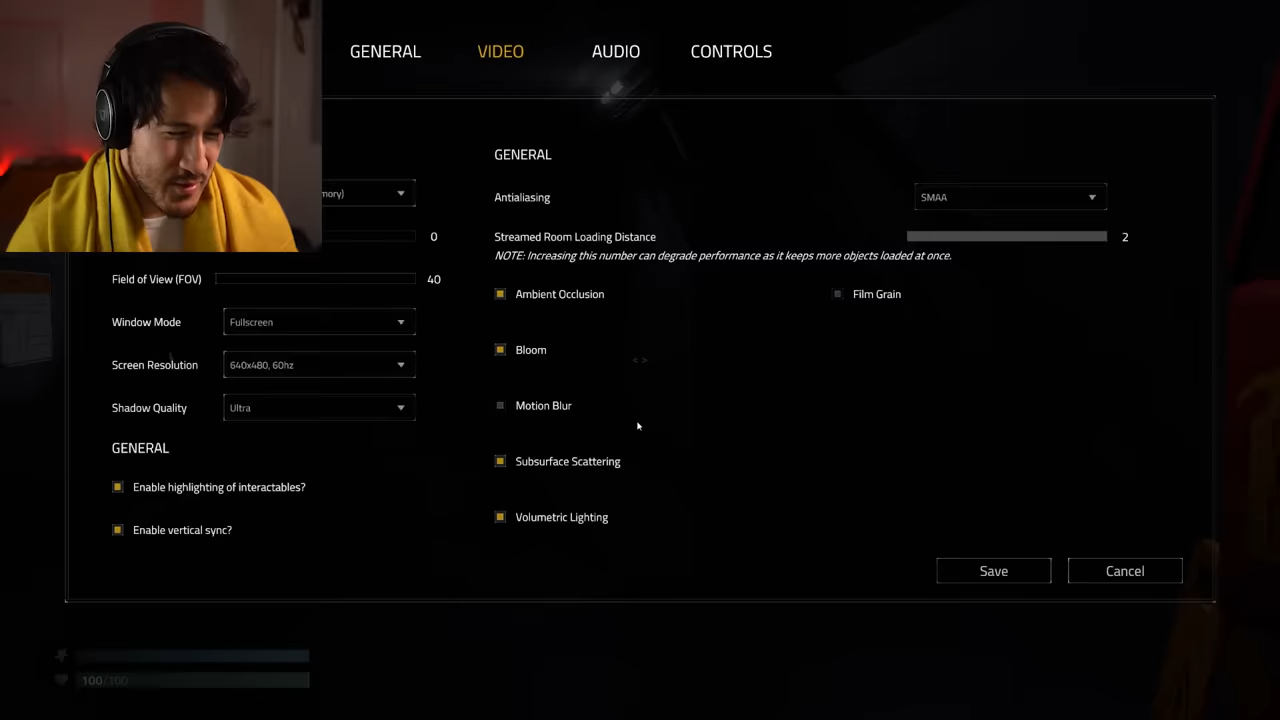 GENERAL VIDEO AUDIO CONTROLS
mory)
0
Field of View (FOV) 40
Window Mode Fullscreen
Screen Resolution 640x480, 60hz
Shadow Quality Ultra
GENERAL
Enable highlighting of interactables?
Enable vertical sync?
GENERAL
Antialiasing SMAA
Streamed Room Loading Distance 2
NOTE: Increasing this number can degrade performance as it keeps more objects loaded at once.
Ambient Occlusion Film Grain
Bloom
< >
Motion Blur
Subsurface Scattering
Volumetric Lighting
Save Cancel
100/100